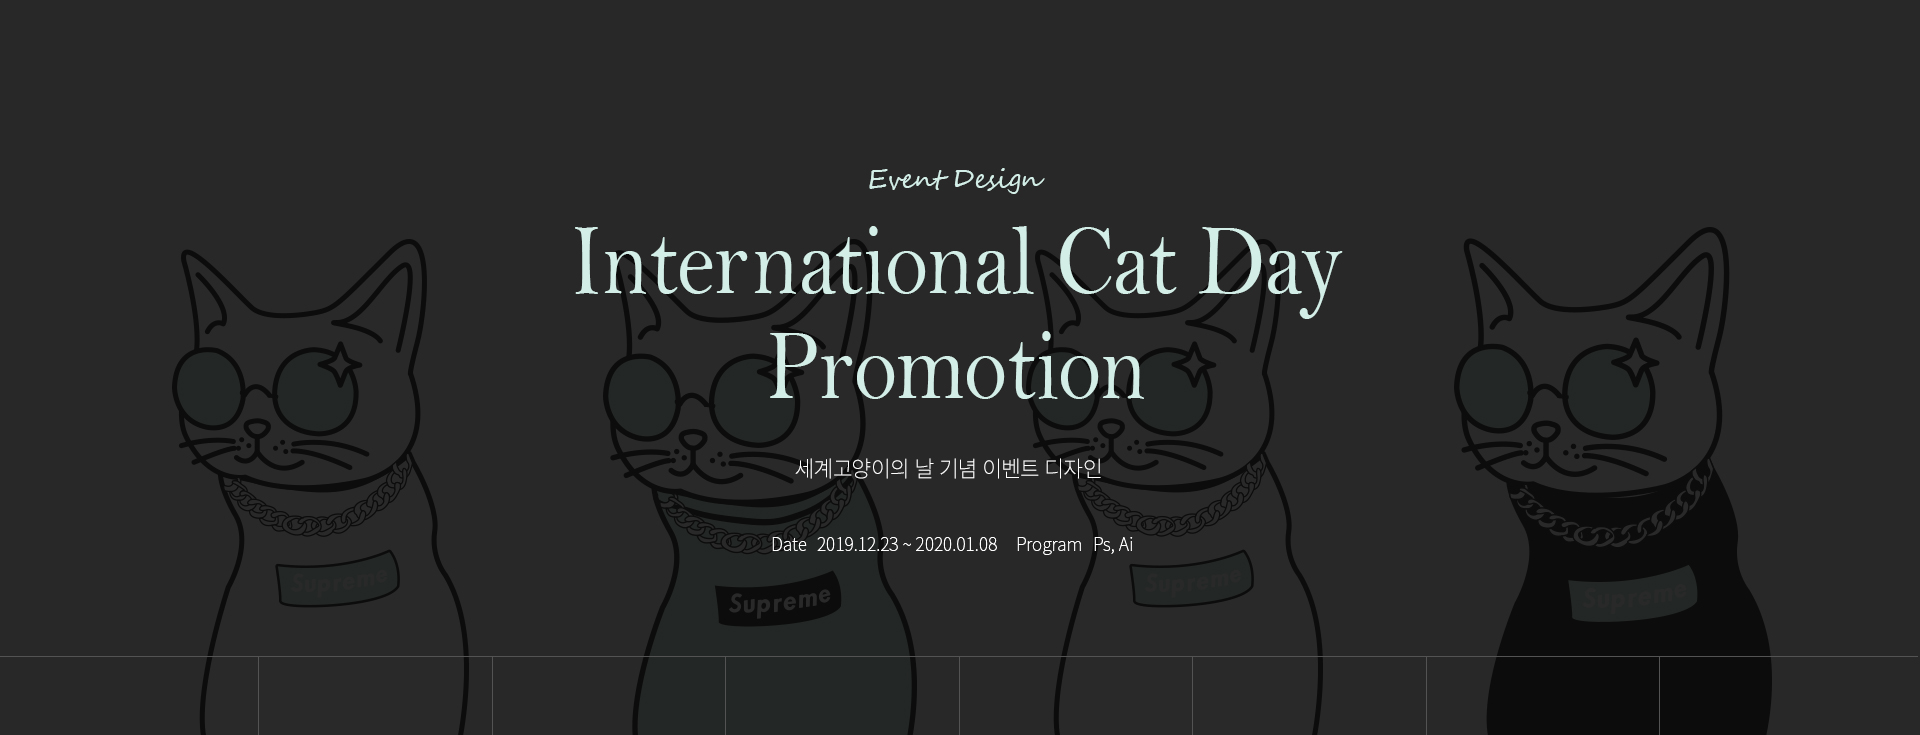 Event Design
International Cat Day
Promotion
세계고양이의 날 기념 이벤트 디자인
Date 2019.12.23 ~ 2020.01.08 Program Ps, Ai
Supreme
Supreme
Supreme
Supreme